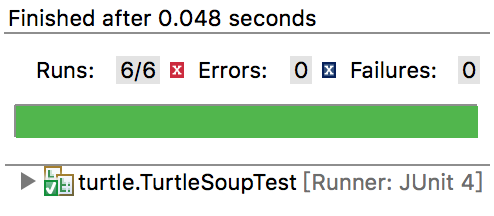 Finished after 0.048 seconds
Runs: 6/6 Errors: 0 Failures: 0
turtle.TurtleSoupTest [Runner: JUnit 4]